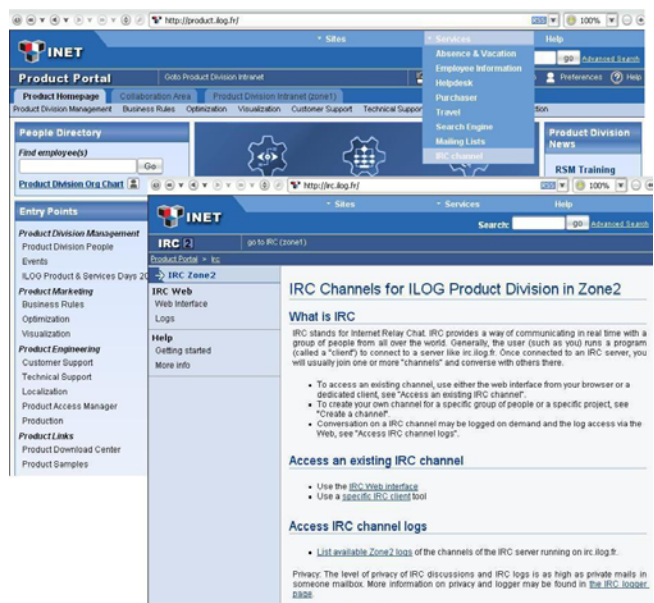 http://product.ilog.fr/
RSS
100%
INET
Sites
Services
Help
go
Advanced Search
Absence & Vacation
Employee Information
Helpdesk
Purchaser
Travel
Search Engine
Mailing Lists
IRC channel
Product Portal
Goto Product Division Intranet
Preferences
Help
Product Homepage
Collaboration Area
Product Division Intranet (zone1)
Product Division Management Business Rules Optimization Visualization Customer Support Technical Support
People Directory
Find employee(s)
Go
Product Division Org Chart
Product Division
News
RSM Training
Entry Points
Product Division Management
Product Division People
Events
ILOG Product & Services Days 20
Product Marketing
Business Rules
Optimization
Visualization
Product Engineering
Customer Support
Technical Support
Localization
Product Access Manager
Production
Product Links
Product Download Center
Product Samples
http://irc.ilog.fr/
RSS
100%
INET
Sites
Services
Help
Search:
go
Advanced Search
IRC 2
go to IRC (zone1)
Product Portal > Irc
IRC Zone2
IRC Web
Web Interface
Logs
Help
Getting started
More info
IRC Channels for ILOG Product Division in Zone2
What is IRC
IRC stands for Internet Relay Chat. IRC provides a way of communicating in real time with a
group of people from all over the world. Generally, the user (such as you) runs a program
(called a "client") to connect to a server like irc.ilog.fr. Once connected to an IRC server, you
will usually join one or more "channels" and converse with others there.
• To access an existing channel, use either the web interface from your browser or a
dedicated client, see "Access an existing IRC channel".
• To create your own channel for a specific group of people or a specific project, see
"Create a channel".
• Conversation on a IRC channel may be logged on demand and the log access via the
Web, see "Access IRC channel logs".
Access an existing IRC channel
• Use the IRC Web interface
• Use a specific IRC client tool
Access IRC channel logs
• List available Zone2 logs of the channels of the IRC server running on irc.ilog.fr.
Privacy: The level of privacy of IRC discussions and IRC logs is as high as private mails in
someone mailbox. More information on privacy and logger may be found in the IRC logger
page.